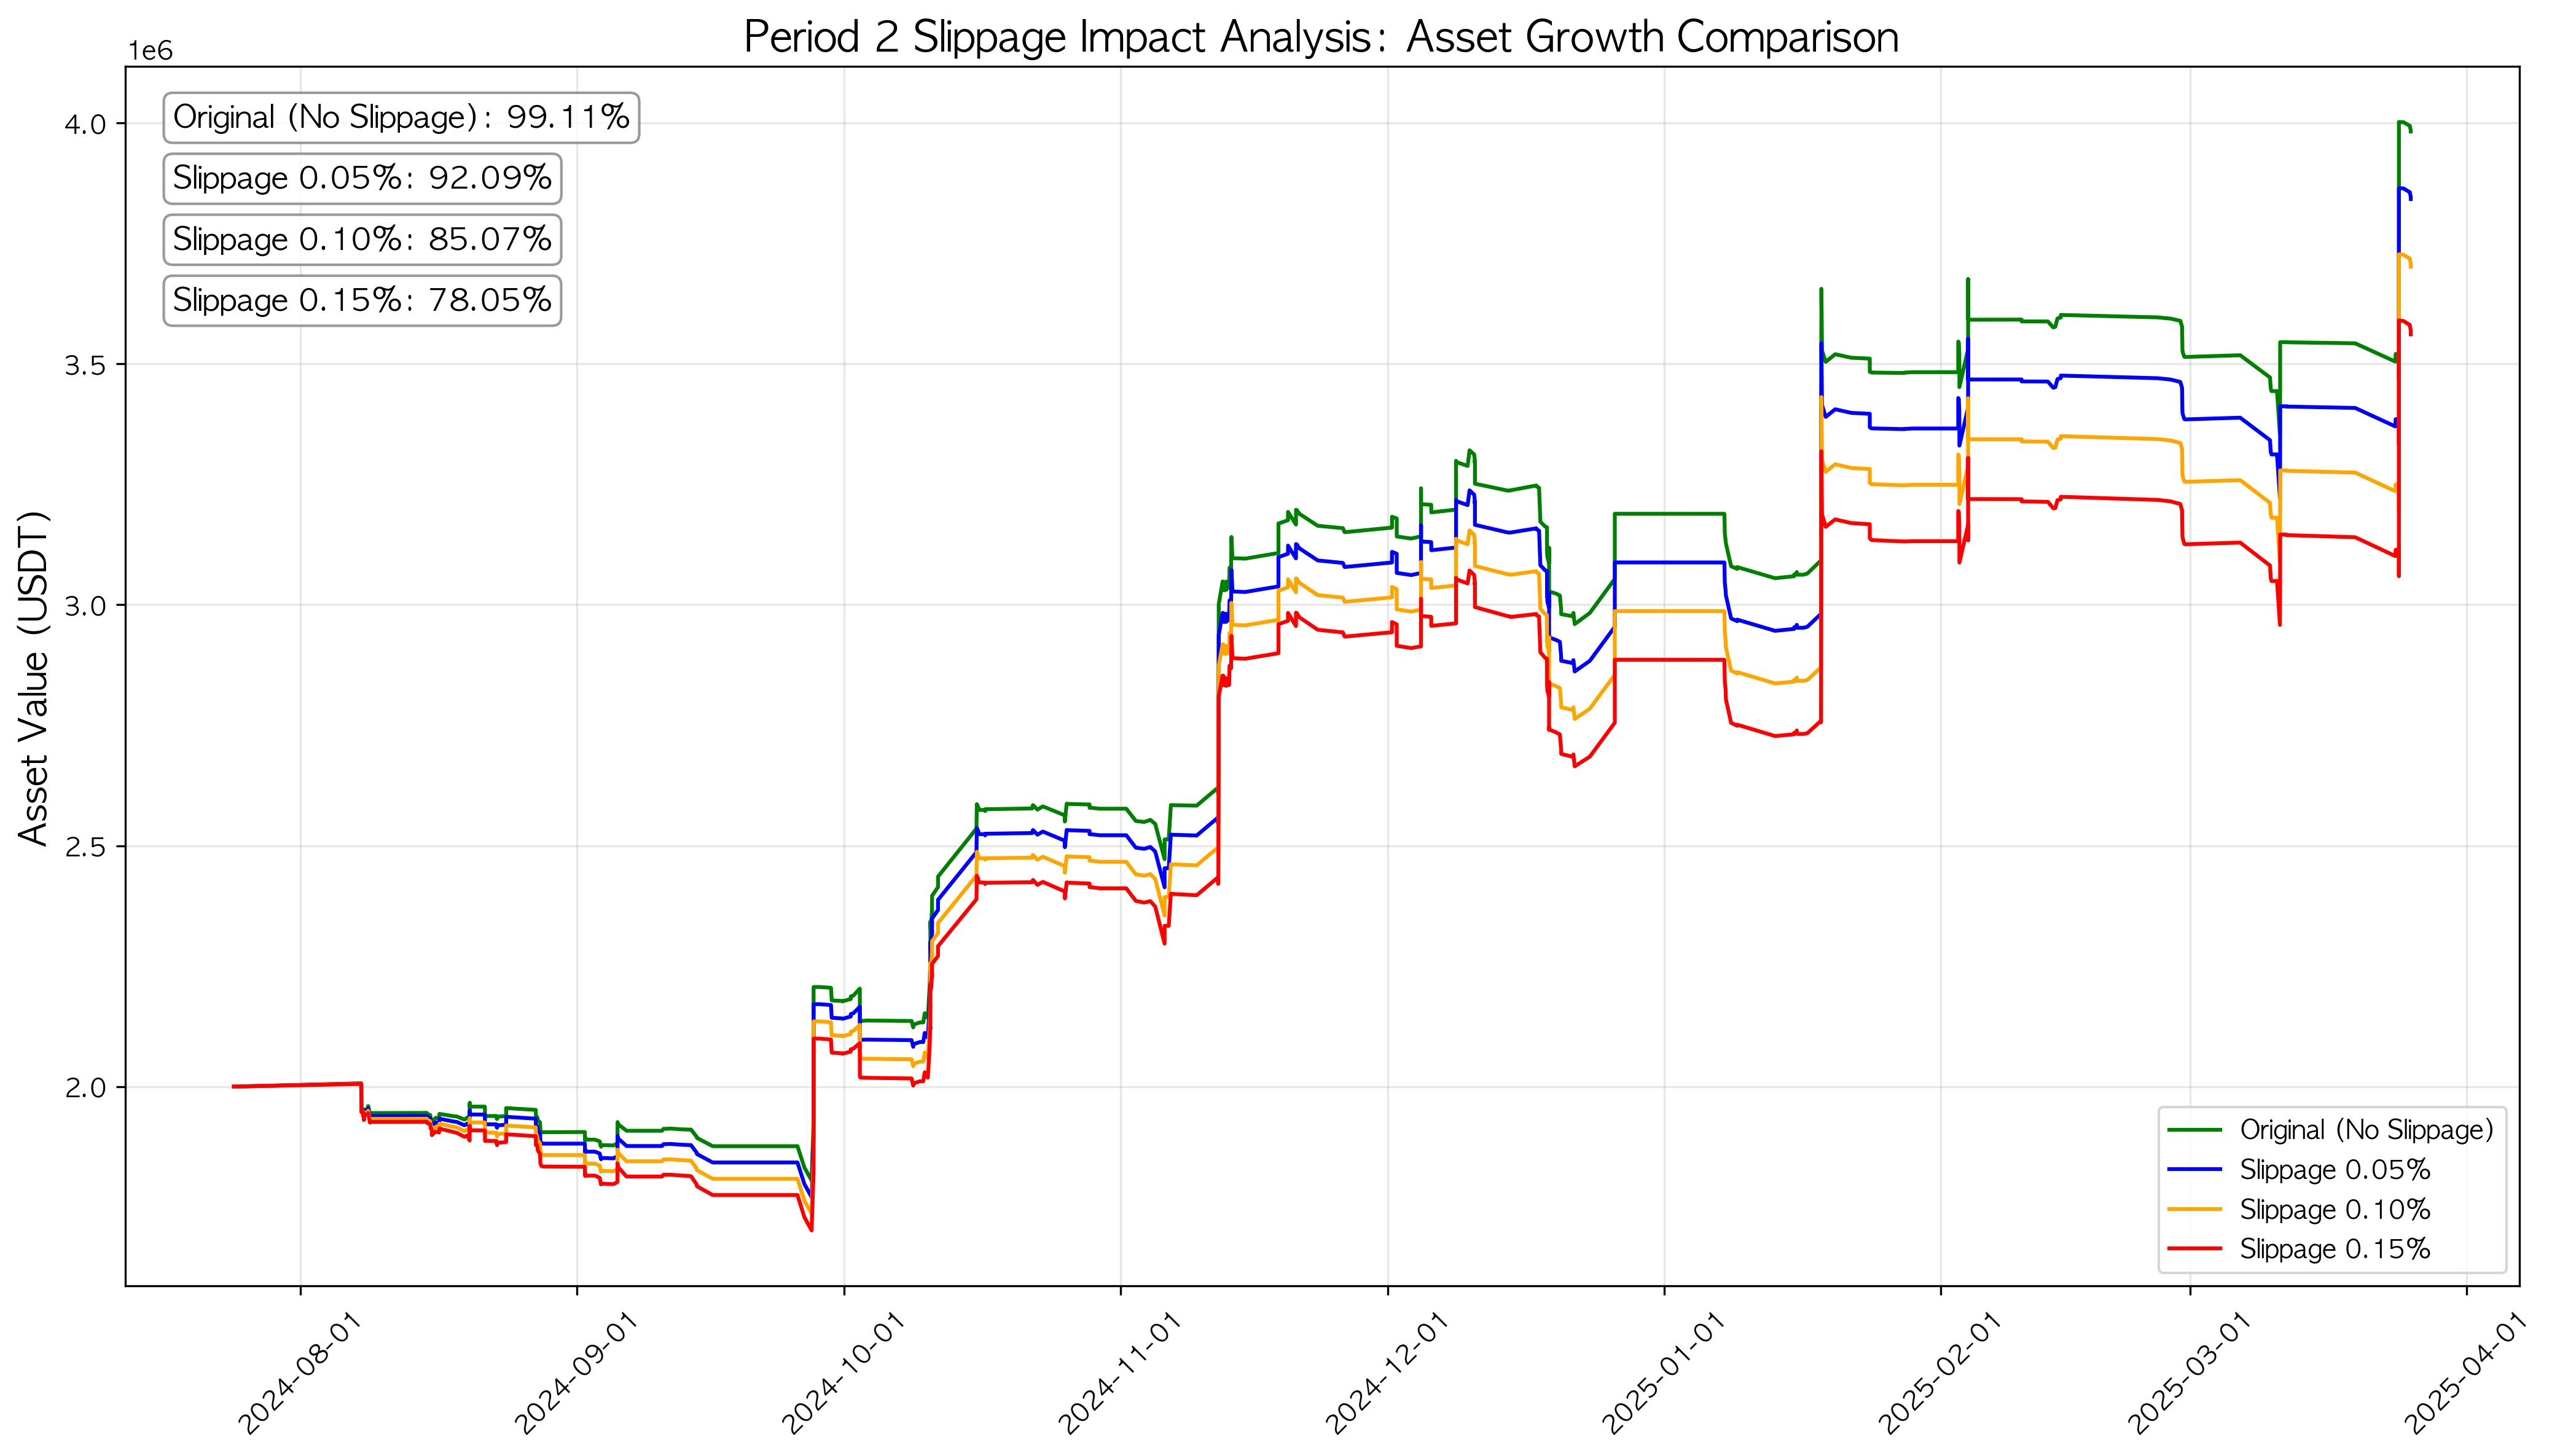 Period 2 Slippage Impact Analysis: Asset Growth Comparison
1e6
Original (No Slippage): 99.11%
Slippage 0.05%: 92.09%
Slippage 0.10%: 85.07%
Slippage 0.15%: 78.05%
Asset Value (USDT)
4.0
3.5
3.0
2.5
2.0
Original (No Slippage)
Slippage 0.05%
Slippage 0.10%
Slippage 0.15%
2024-08-01
2024-09-01
2024-10-01
2024-11-01
2024-12-01
2025-01-01
2025-02-01
2025-03-01
2025-04-01